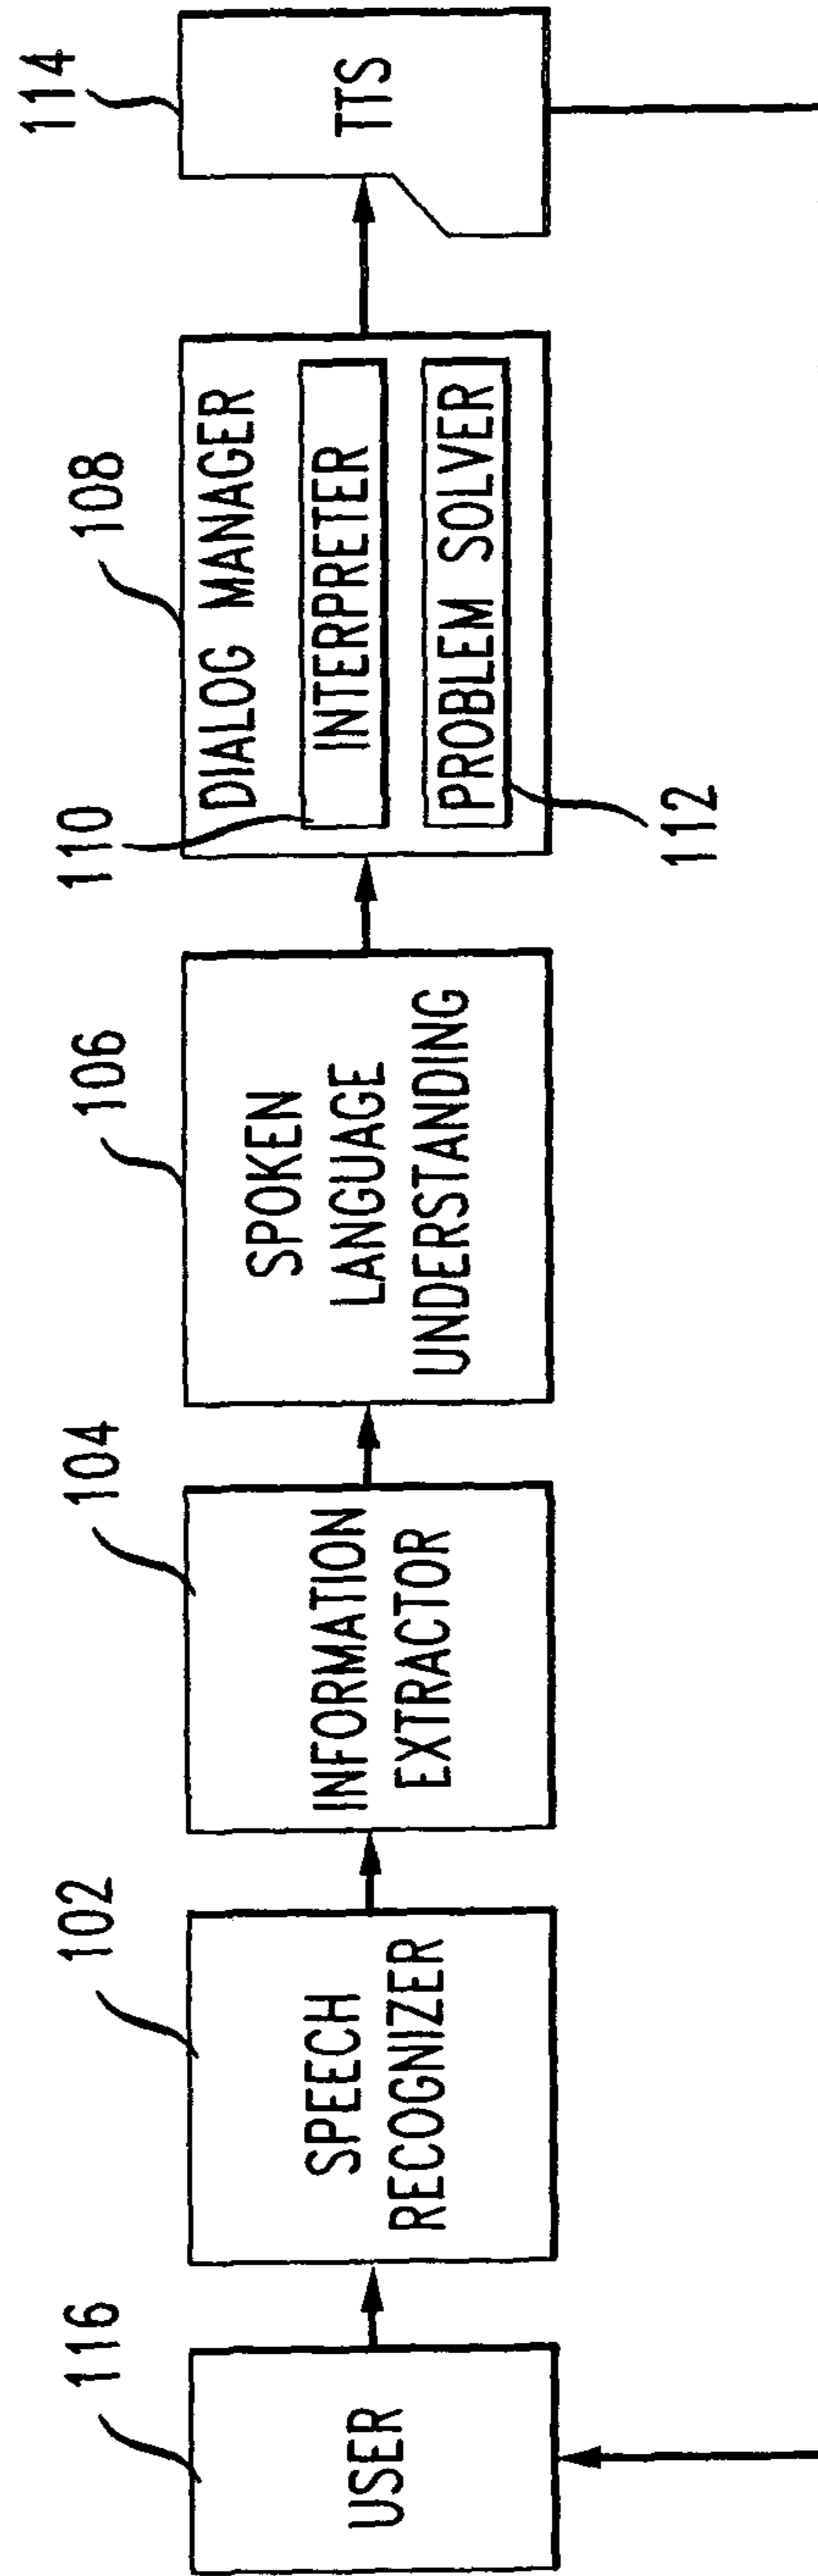 116
USER
102
SPEECH
RECOGNIZER
104
INFORMATION
EXTRACTOR
106
SPOKEN
LANGUAGE
UNDERSTANDING
108
DIALOG MANAGER
110
INTERPRETER
PROBLEM SOLVER
112
114
TTS